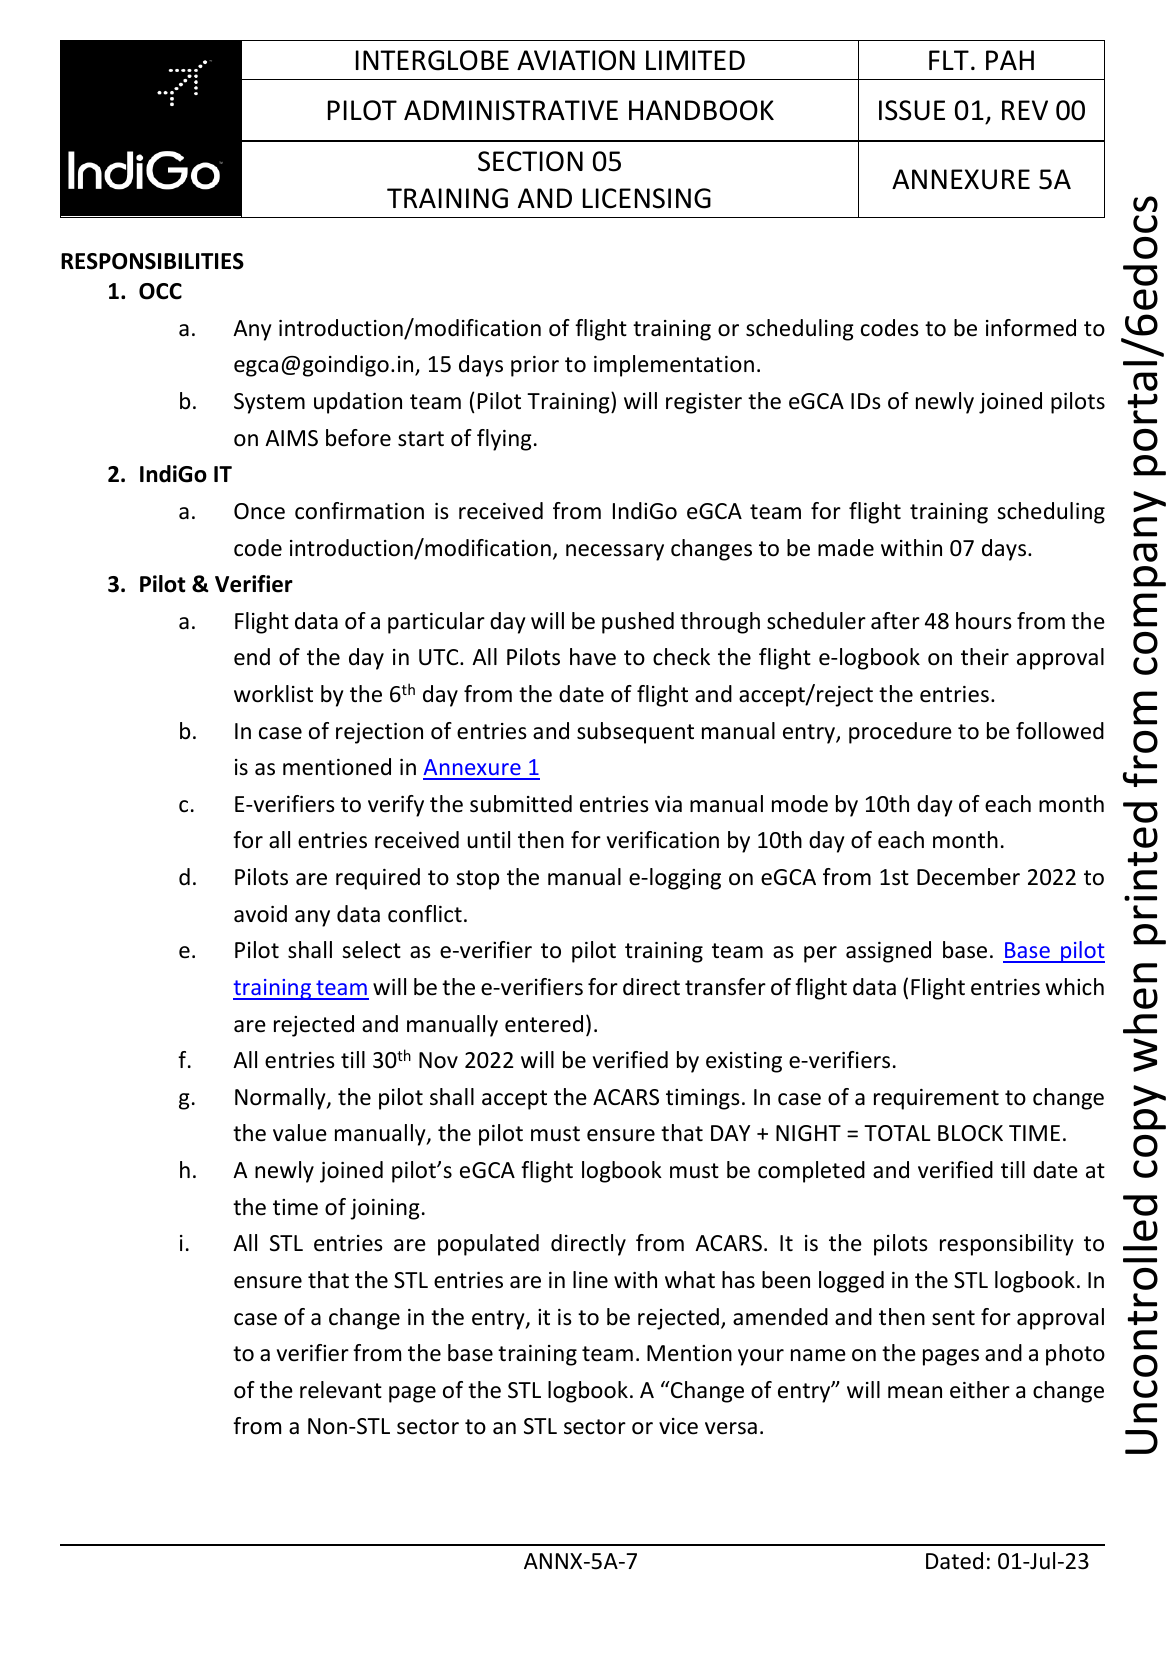 INTERGLOBE AVIATION LIMITED
FLT. PAH
PILOT ADMINISTRATIVE HANDBOOK
ISSUE 01, REV 00
IndiGo
SECTION 05
TRAINING AND LICENSING
ANNEXURE 5A
RESPONSIBILITIES
1. OCC
a. Any introduction/modification of flight training or scheduling codes to be informed to
egca@goindigo.in, 15 days prior to implementation.
b. System updation team (Pilot Training) will register the eGCA IDs of newly joined pilots
on AIMS before start of flying.
2. IndiGo IT
a. Once confirmation is received from IndiGo eGCA team for flight training scheduling
code introduction/modification, necessary changes to be made within 07 days.
3. Pilot & Verifier
a. Flight data of a particular day will be pushed through scheduler after 48 hours from the
end of the day in UTC. All Pilots have to check the flight e-logbook on their approval
worklist by the 6th day from the date of flight and accept/reject the entries.
b. In case of rejection of entries and subsequent manual entry, procedure to be followed
is as mentioned in Annexure 1
c. E-verifiers to verify the submitted entries via manual mode by 10th day of each month
for all entries received until then for verification by 10th day of each month.
d. Pilots are required to stop the manual e-logging on eGCA from 1st December 2022 to
avoid any data conflict.
e. Pilot shall select as e-verifier to pilot training team as per assigned base. Base pilot
training team will be the e-verifiers for direct transfer of flight data (Flight entries which
are rejected and manually entered).
f. All entries till 30th Nov 2022 will be verified by existing e-verifiers.
g. Normally, the pilot shall accept the ACARS timings. In case of a requirement to change
the value manually, the pilot must ensure that DAY + NIGHT = TOTAL BLOCK TIME.
h. A newly joined pilot’s eGCA flight logbook must be completed and verified till date at
the time of joining.
i. All STL entries are populated directly from ACARS. It is the pilots responsibility to
ensure that the STL entries are in line with what has been logged in the STL logbook. In
case of a change in the entry, it is to be rejected, amended and then sent for approval
to a verifier from the base training team. Mention your name on the pages and a photo
of the relevant page of the STL logbook. A “Change of entry” will mean either a change
from a Non-STL sector to an STL sector or vice versa.
ANNX-5A-7
Dated: 01-Jul-23
Uncontrolled copy when printed from company portal/6edocs